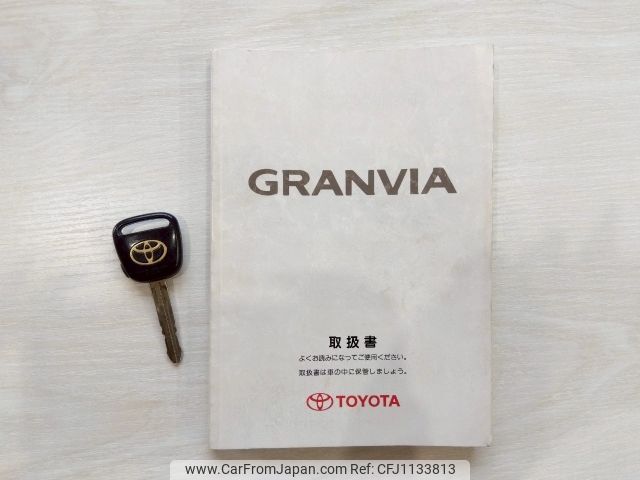 GRANVIA
取扱書
よくお読みになってご使用ください。
取扱書は車の中に保管しましょう。
TOYOTA
www.CarFromJapan.com Ref No. CFJ1133813